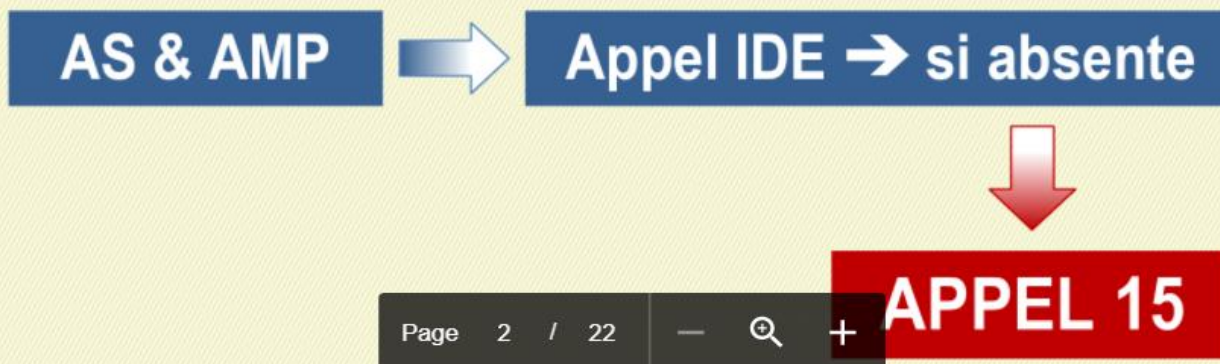 AS & AMP
Appel IDE ➔ si absente
APPEL 15
Page 2 / 22